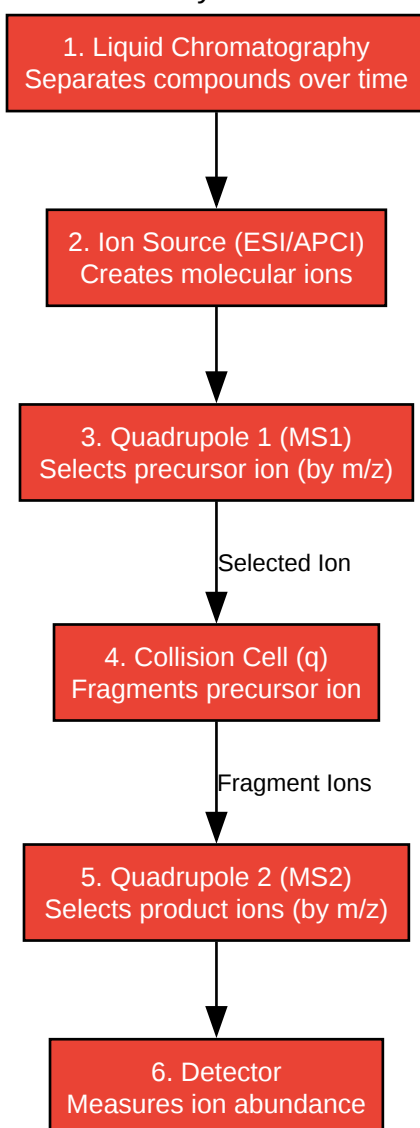 1. Liquid Chromatography
Separates compounds over time
2. Ion Source (ESI/APCI)
Creates molecular ions
3. Quadrupole 1 (MS1)
Selects precursor ion (by m/z)
Selected Ion
4. Collision Cell (q)
Fragments precursor ion
Fragment Ions
5. Quadrupole 2 (MS2)
Selects product ions (by m/z)
6. Detector
Measures ion abundance